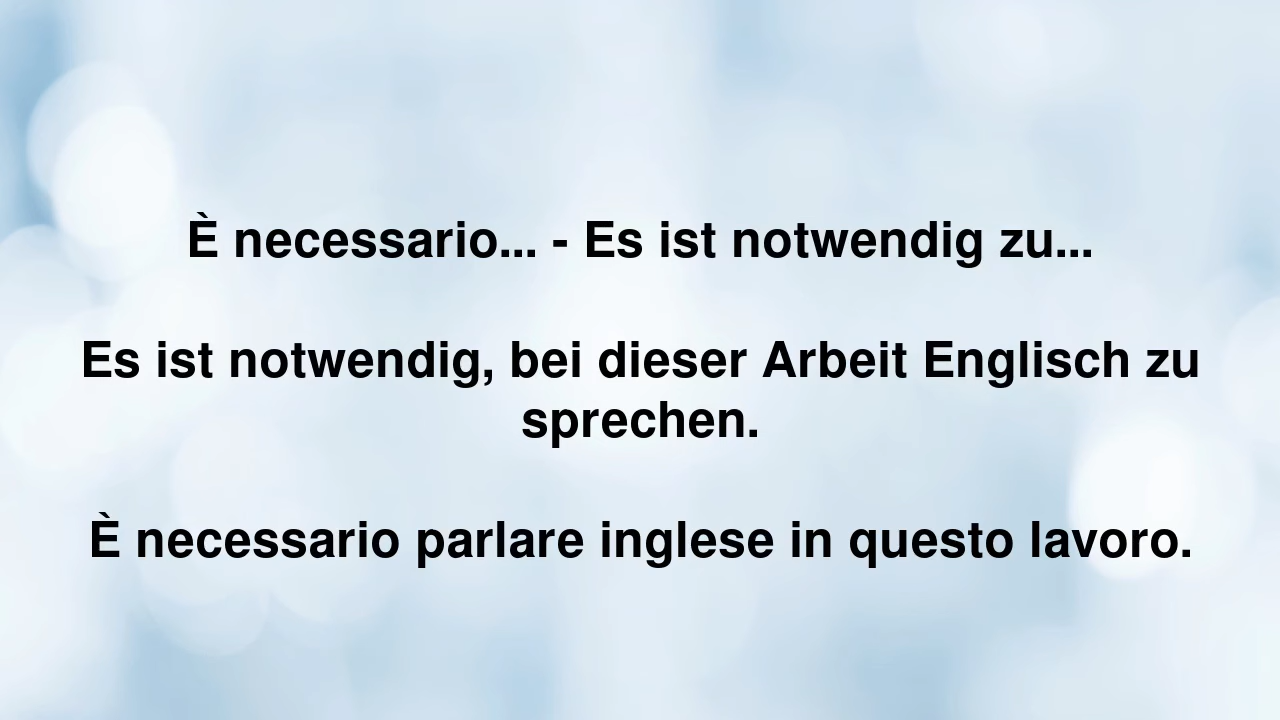 È necessario... - Es ist notwendig zu...
Es ist notwendig, bei dieser Arbeit Englisch zu
sprechen.
È necessario parlare inglese in questo lavoro.